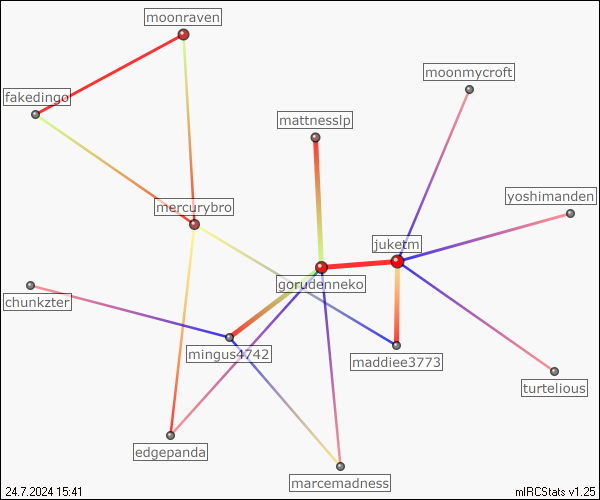 moonraven
moonmycroft
fakedingo
mattnesslp
yoshimanden
mercurybro
juketm
gorudenneko
chunkzter
mingus4742
maddiee3773
turtelious
edgepanda
marcemadness
24.7.2024 15:41
mIRCStats v1.25